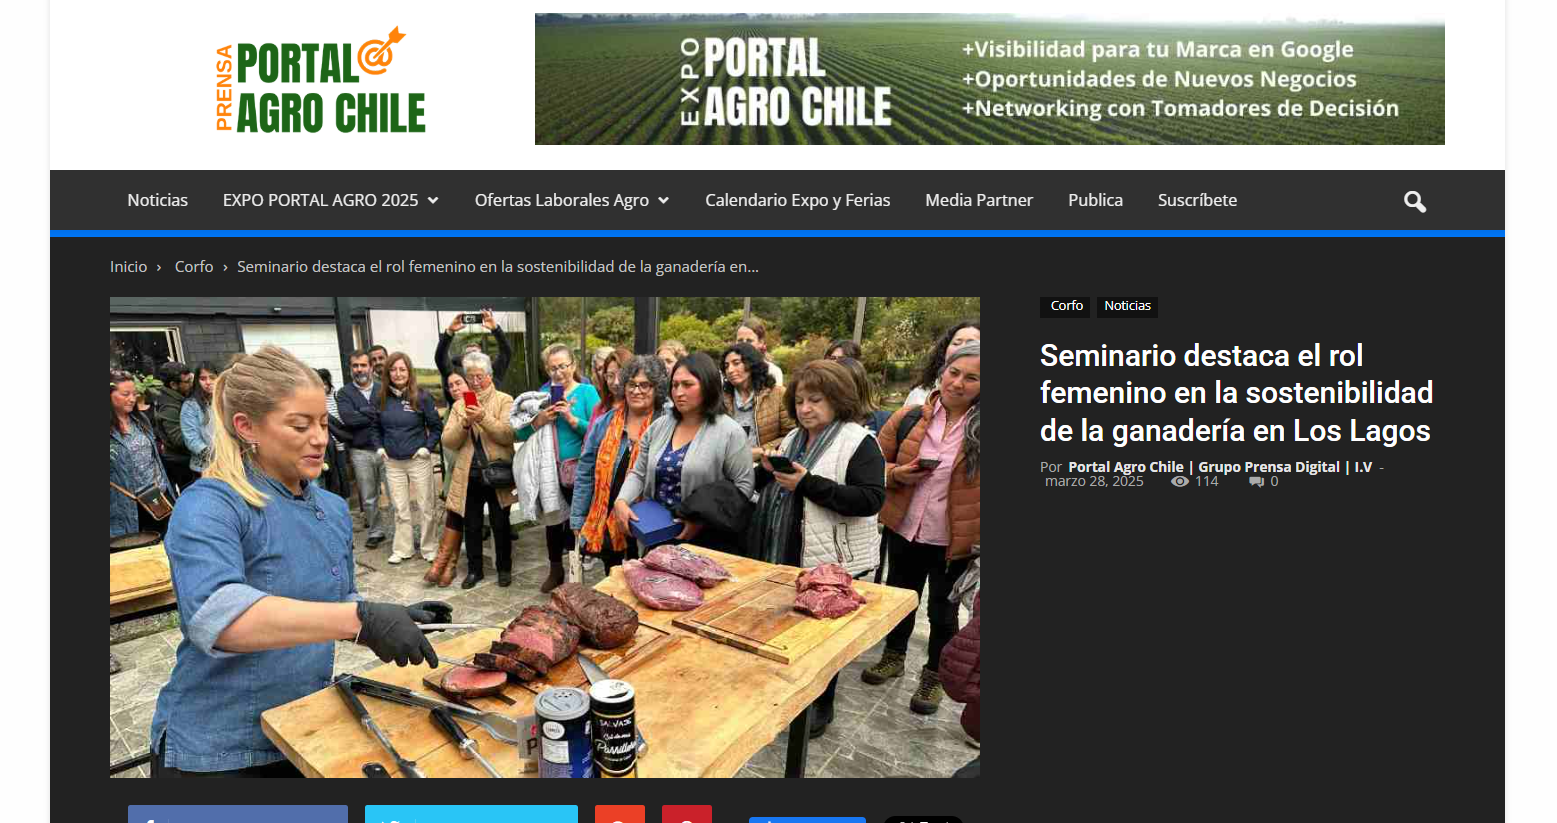 PRENSA
PORTAL
AGRO CHILE
EXPO
PORTAL
AGRO CHILE
+Visibilidad para tu Marca en Google
+Oportunidades de Nuevos Negocios
+Networking con Tomadores de Decisión
Noticias EXPO PORTAL AGRO 2025 Ofertas Laborales Agro Calendario Expo y Ferias Media Partner Publica Suscríbete
Inicio › Corfo › Seminario destaca el rol femenino en la sostenibilidad de la ganadería en...
Corfo Noticias
Seminario destaca el rol
femenino en la sostenibilidad
de la ganadería en Los Lagos
Por Portal Agro Chile | Grupo Prensa Digital | I.V -
marzo 28, 2025 114 0
SALVAJE
Parrillera